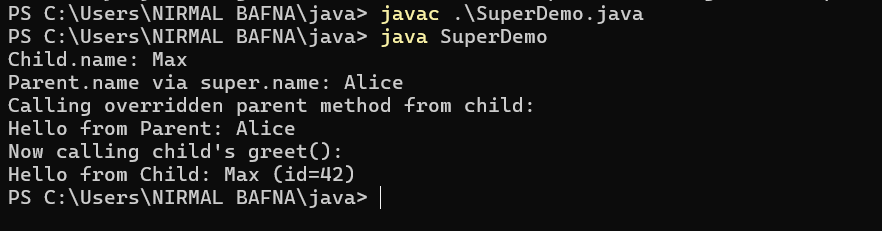 PS C:\Users\NIRMAL BAFNA\java> javac .\SuperDemo.java
PS C:\Users\NIRMAL BAFNA\java> java SuperDemo
Child.name: Max
Parent.name via super.name: Alice
Calling overridden parent method from child:
Hello from Parent: Alice
Now calling child's greet():
Hello from Child: Max (id=42)
PS C:\Users\NIRMAL BAFNA\java>